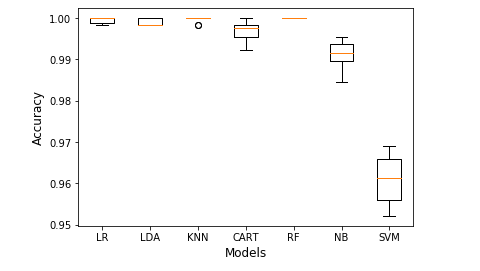 1.00
0.99
0.98
0.97
0.96
0.95
Accuracy
LR LDA KNN CART RF NB SVM
Models